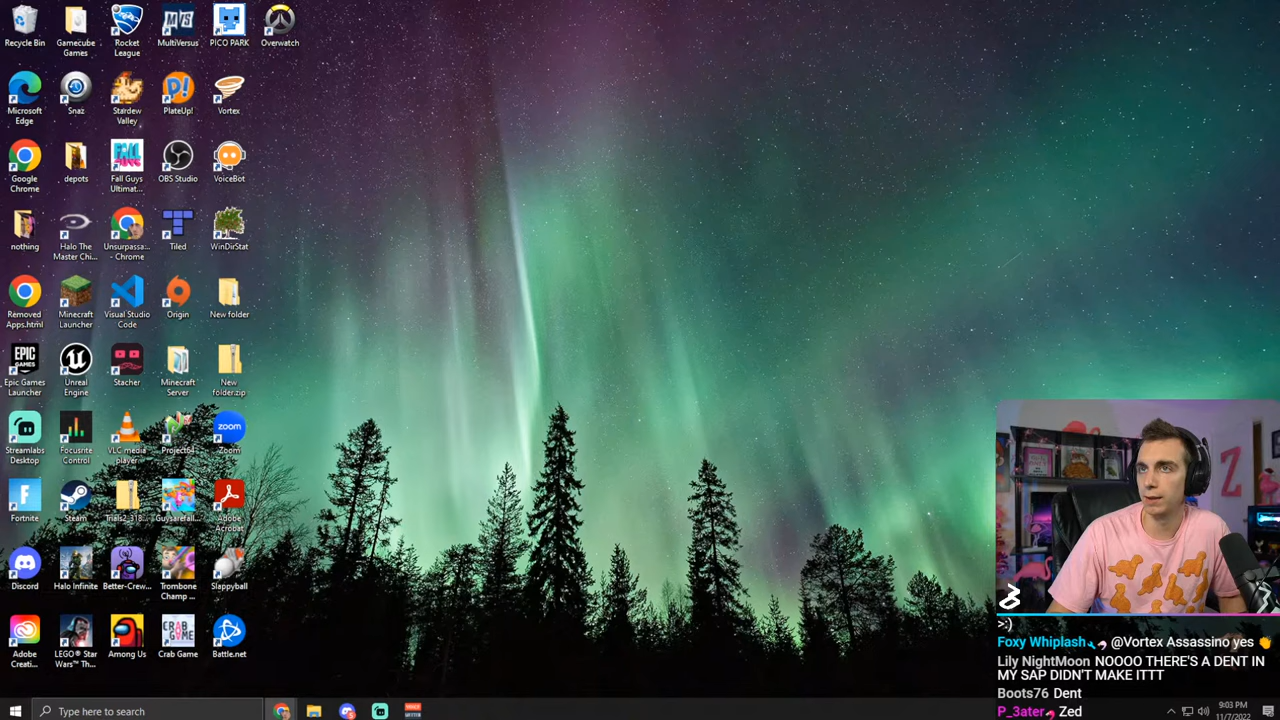 Recycle Bin
Gamecube
Games
Rocket
League
MultiVersus
PICO PARK
Overwatch
Microsoft
Edge
Snaz
Stardew
Valley
PlateUp!
Vortex
Google
Chrome
depots
Fall Guys
Ultimat...
OBS Studio
VoiceBot
nothing
Halo The
Master Chi...
Unsurpassa...
- Chrome
Tiled
WinDirStat
Removed
Apps.html
Minecraft
Launcher
Visual Studio
Code
Origin
New folder
Epic Games
Launcher
Unreal
Engine
Stacher
Minecraft
Server
New
folder.zip
Streamlabs
Desktop
Focusrite
Control
VLC media
player
Project64
Zoom
Fortnite
Steam
Trials2_318...
Guysarefall...
Adobe
Acrobat
Discord
Halo Infinite
Better-Crew...
Trombone
Champ ...
Slappyball
Adobe
Creati...
LEGO® Star
Wars™ Th...
Among Us
Crab Game
Battle.net
>:)
Foxy Whiplash @Vortex Assassino yes 👏
Lily NightMoon NOOOO THERE'S A DENT IN
MY SAP DIDN'T MAKE ITTT
Boots76 Dent
P_3ater Zed
Type here to search
9:03 PM
11/7/2022